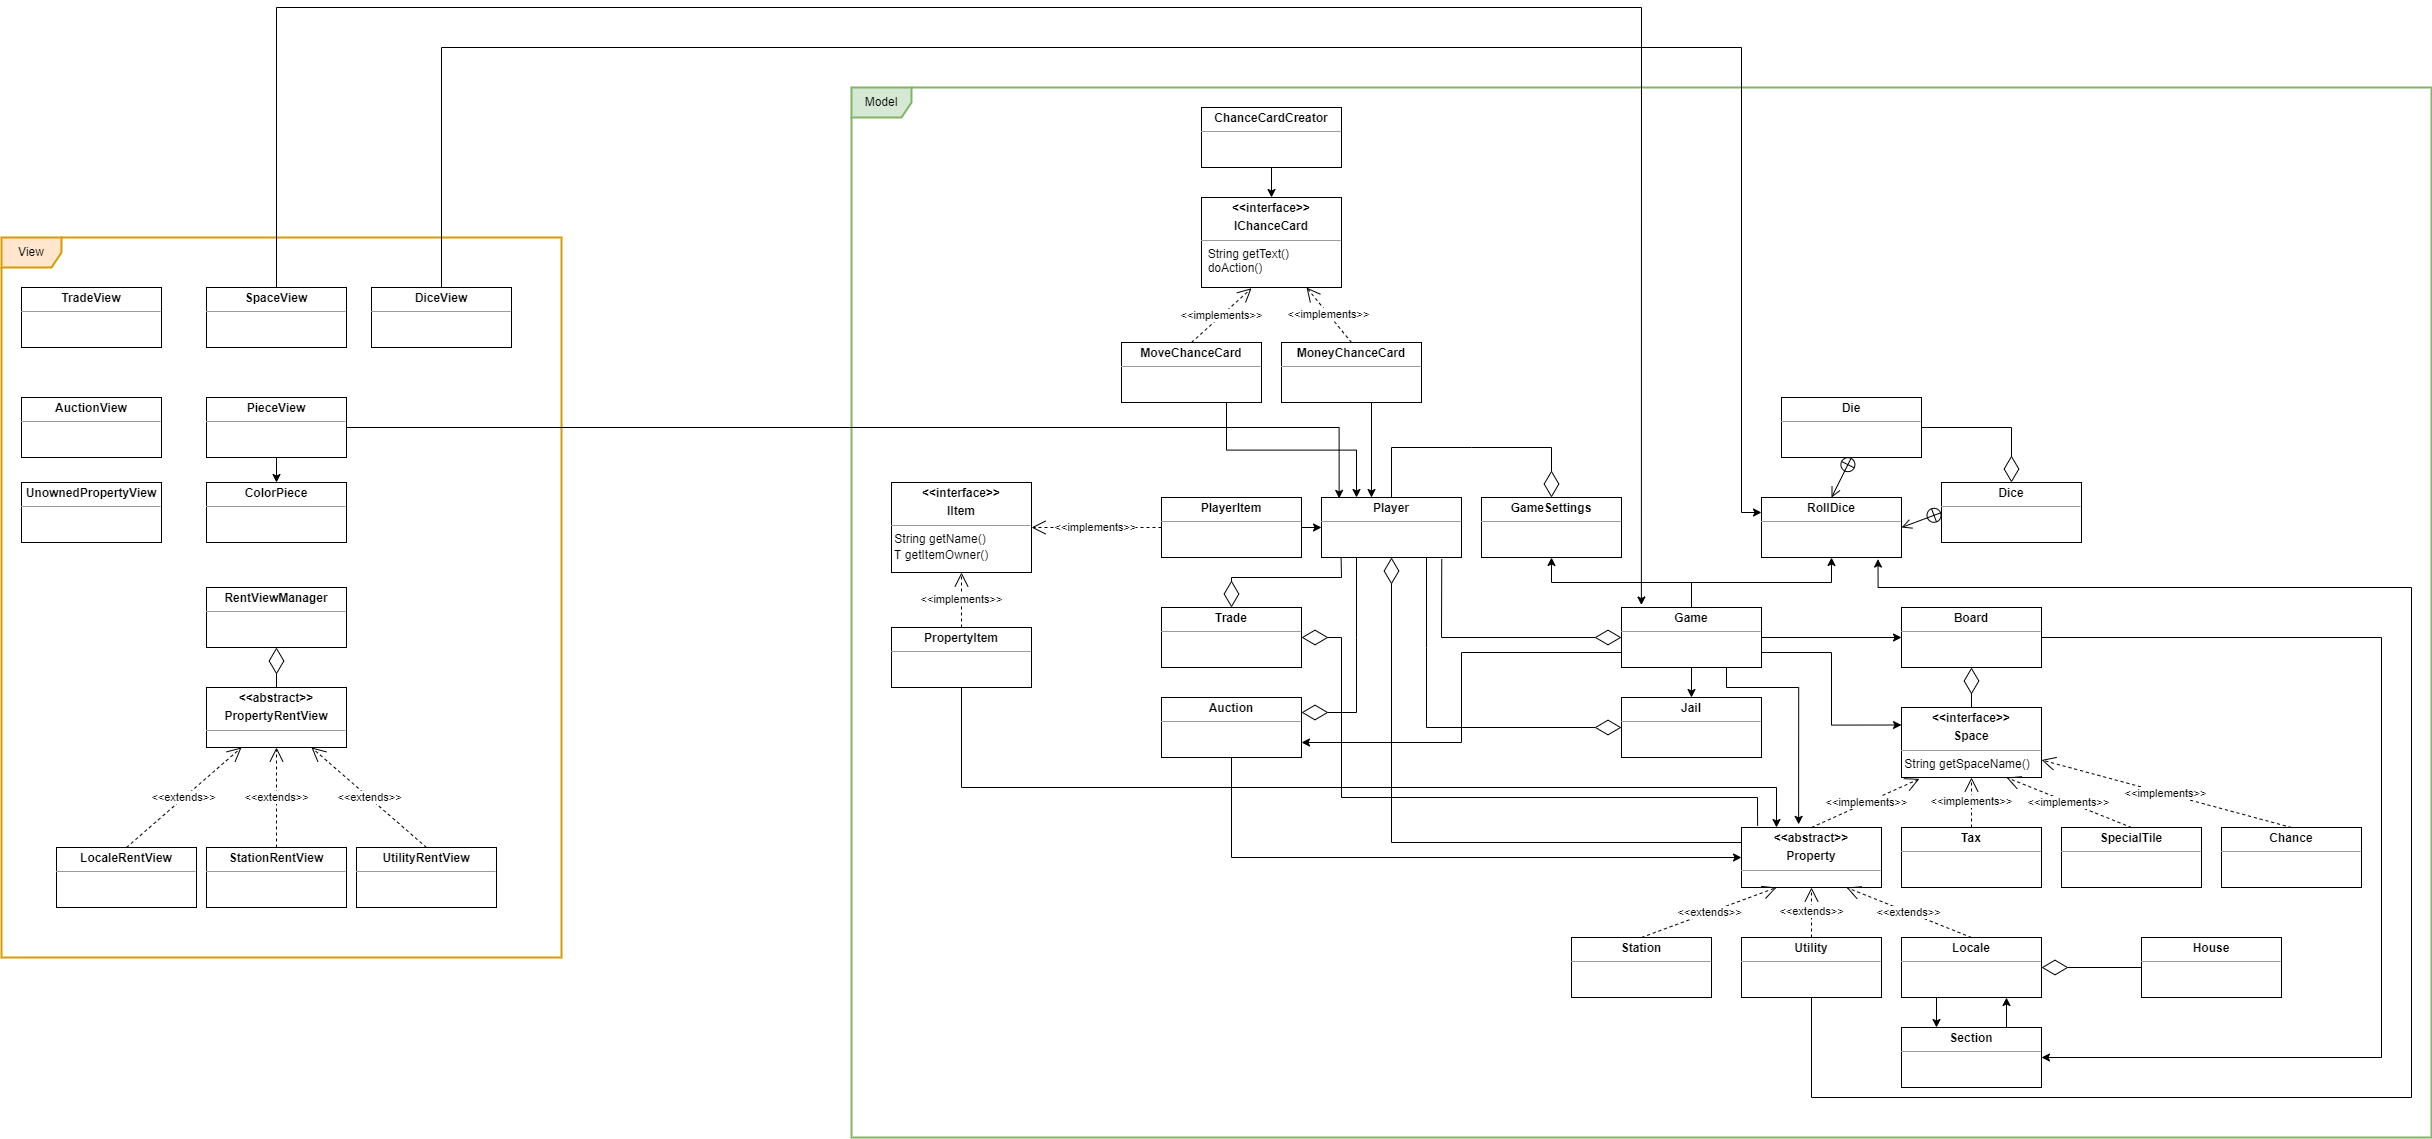 Model
ChanceCardCreator
<<interface>>
IChanceCard
String getText()
doAction()
<<implements>>
<<implements>>
MoveChanceCard
MoneyChanceCard
View
TradeView
SpaceView
DiceView
AuctionView
PieceView
UnownedPropertyView
ColorPiece
RentViewManager
<<abstract>>
PropertyRentView
<<extends>>
<<extends>>
<<extends>>
LocaleRentView
StationRentView
UtilityRentView
Die
Dice
<<interface>>
IItem
String getName()
T getItemOwner()
<<implements>>
PlayerItem
Player
GameSettings
RollDice
<<implements>>
PropertyItem
Trade
Game
Board
Auction
Jail
<<interface>>
Space
String getSpaceName()
<<implements>>
<<implements>>
<<implements>>
<<implements>>
<<abstract>>
Property
Tax
SpecialTile
Chance
<<extends>>
<<extends>>
<<extends>>
Station
Utility
Locale
House
Section